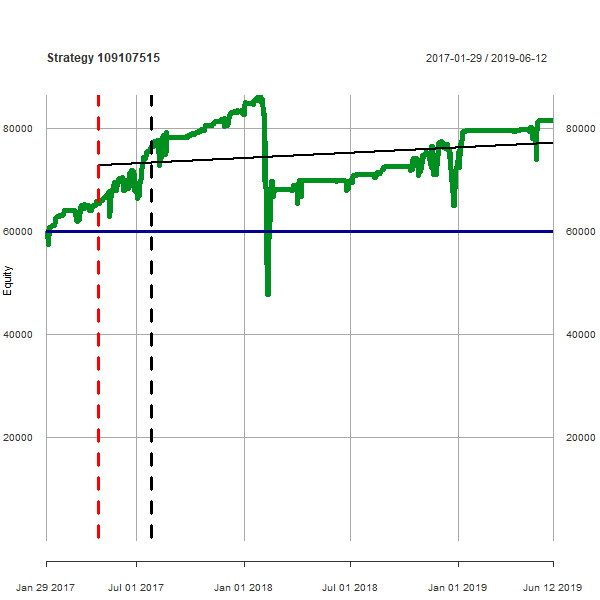 Strategy 109107515
2017-01-29 / 2019-06-12
80000
80000
60000
60000
Equity
40000
40000
20000
20000
Jan 29 2017
Jul 01 2017
Jan 01 2018
Jul 01 2018
Jan 01 2019
Jun 12 2019